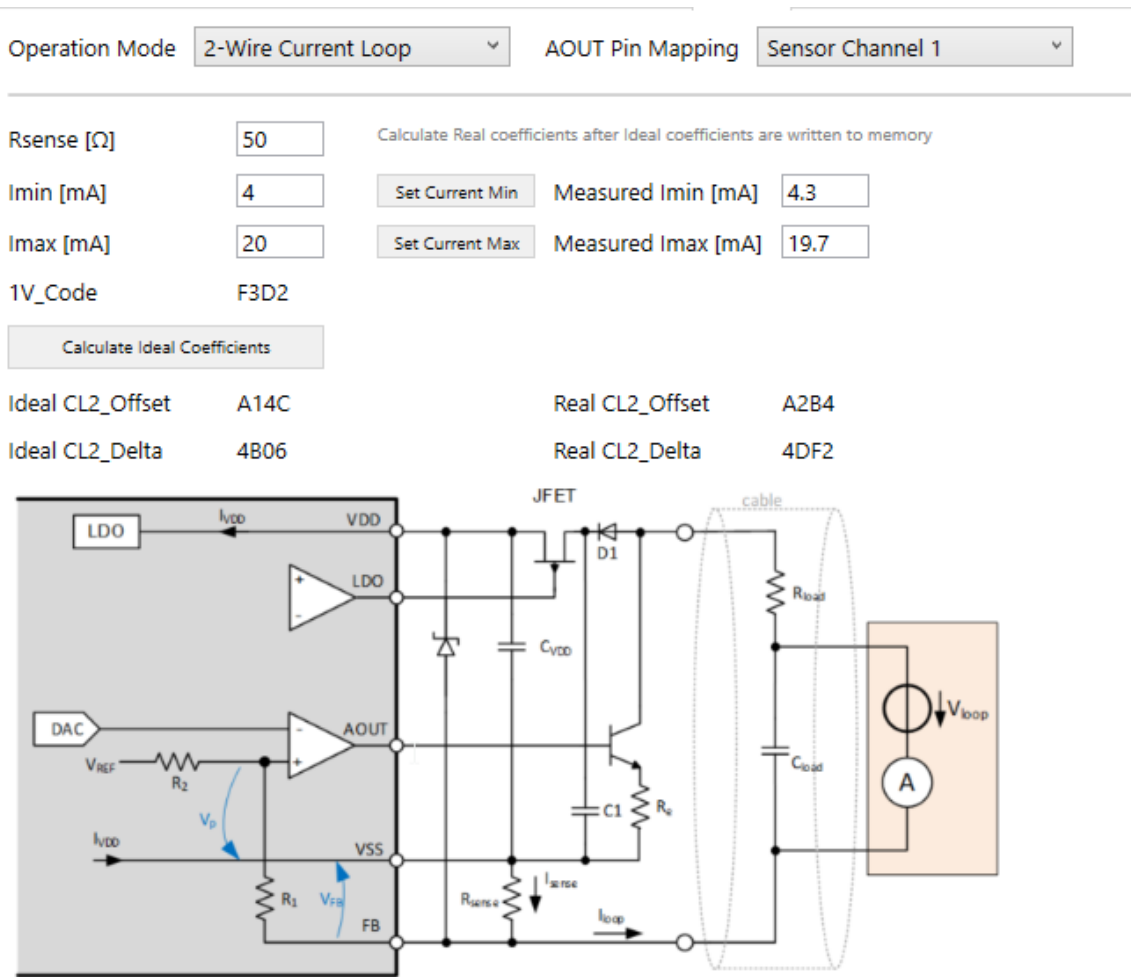 Operation Mode 2-Wire Current Loop AOUT Pin Mapping Sensor Channel 1
Rsense [Ω] 50 Calculate Real coefficients after Ideal coefficients are written to memory
Imin [mA] 4 Set Current Min Measured Imin [mA] 4.3
Imax [mA] 20 Set Current Max Measured Imax [mA] 19.7
1V_Code F3D2
Calculate Ideal Coefficients
Ideal CL2_Offset A14C Real CL2_Offset A2B4
Ideal CL2_Delta 4B06 Real CL2_Delta 4DF2
JFET
cable
LDO IVDD VDD
D1
+ LDO
-
Rload
CVDD
DAC - AOUT
Vloop
VREF R2 +
Cload
A
C1 Re
Vp
IVDD VSS
Isense
R1 VFB Rsense
Iloop
FB